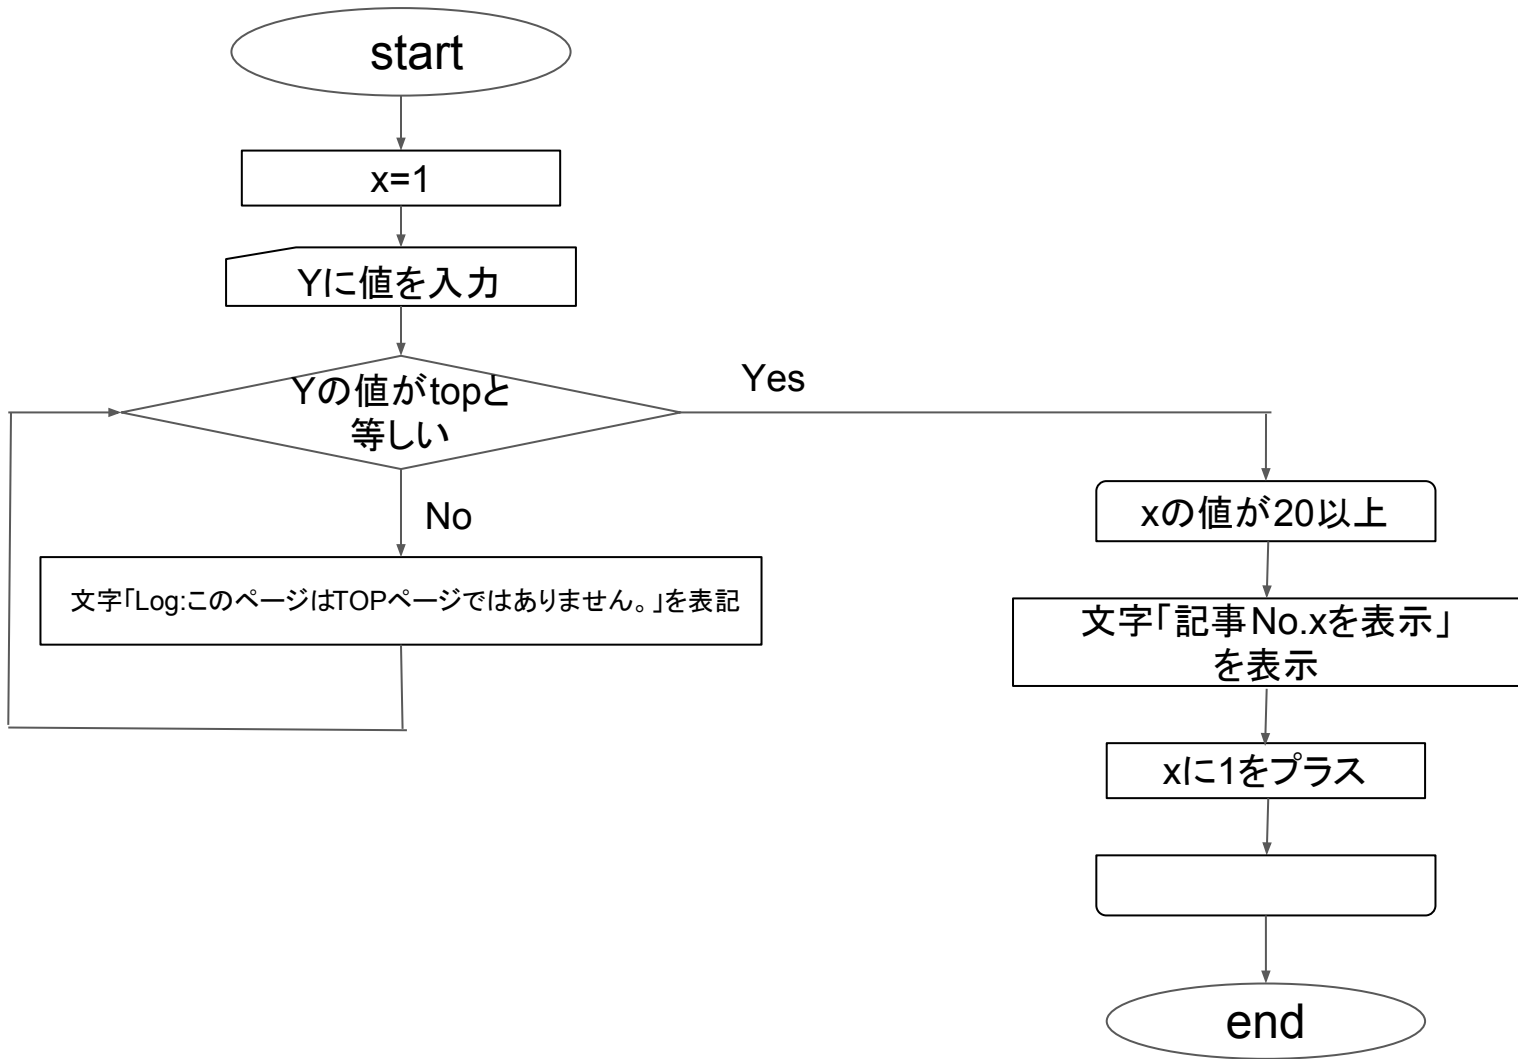 start
x=1
Yに値を入力
Yの値がtopと
等しい
Yes
No
文字「Log:このページはTOPページではありません。」を表記
xの値が20以上
文字「記事No.xを表示」
を表示
xに1をプラス
end